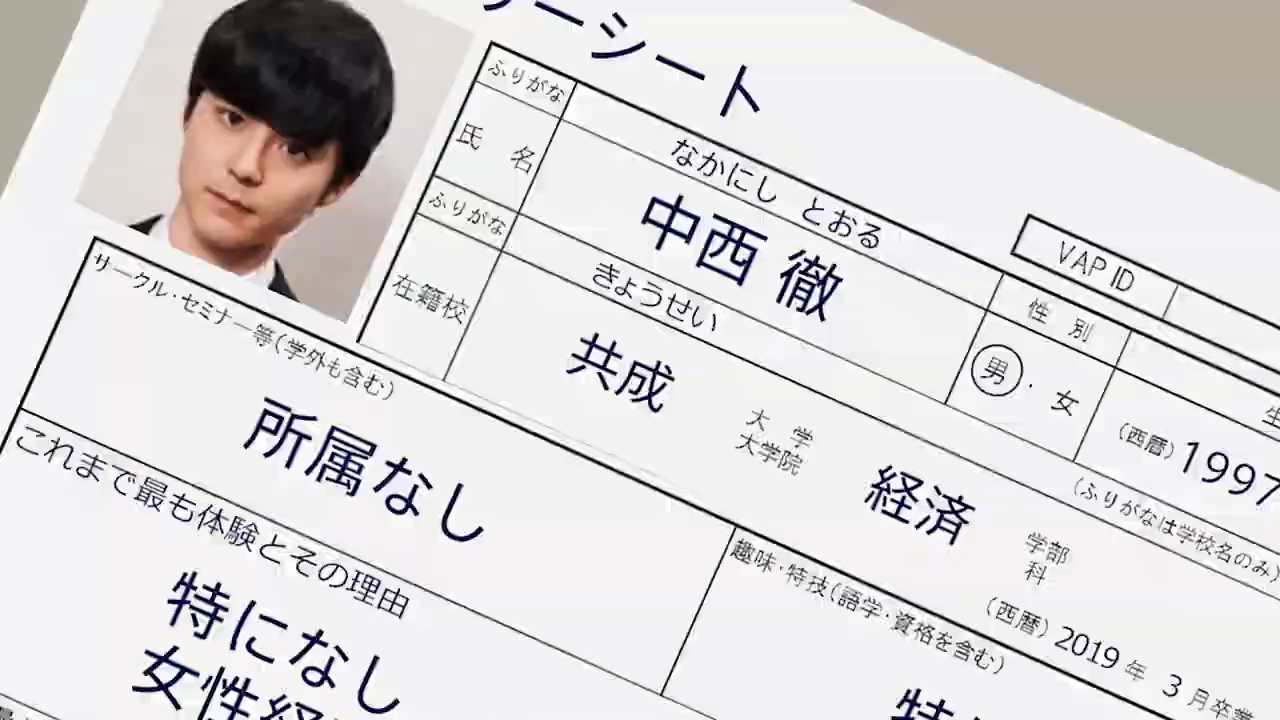 ーシート
ふりがな
なかにし とおる
氏 名
中西 徹
ふりがな
きょうせい
在籍校
共成
大 学
大学院
経済
学部
科
(ふりがなは学校名のみ)
VAP ID
性 別
男・女
(西暦) 1997
(西暦) 2019 年 3 月卒業
サークル・セミナー等(学外も含む)
所属なし
趣味・特技(語学・資格を含む)
これまで最も体験とその理由
特になし
女性経